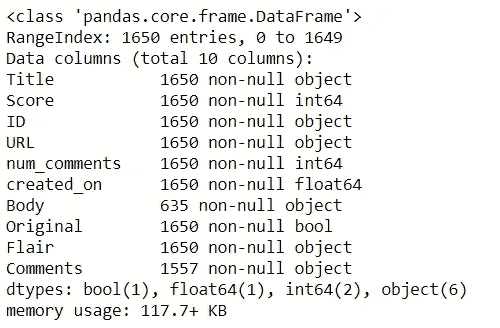 <class 'pandas.core.frame.DataFrame'>
RangeIndex: 1650 entries, 0 to 1649
Data columns (total 10 columns):
Title           1650 non-null object
Score           1650 non-null int64
ID              1650 non-null object
URL             1650 non-null object
num_comments    1650 non-null int64
created_on      1650 non-null float64
Body            635 non-null object
Original        1650 non-null bool
Flair           1650 non-null object
Comments        1557 non-null object
dtypes: bool(1), float64(1), int64(2), object(6)
memory usage: 117.7+ KB